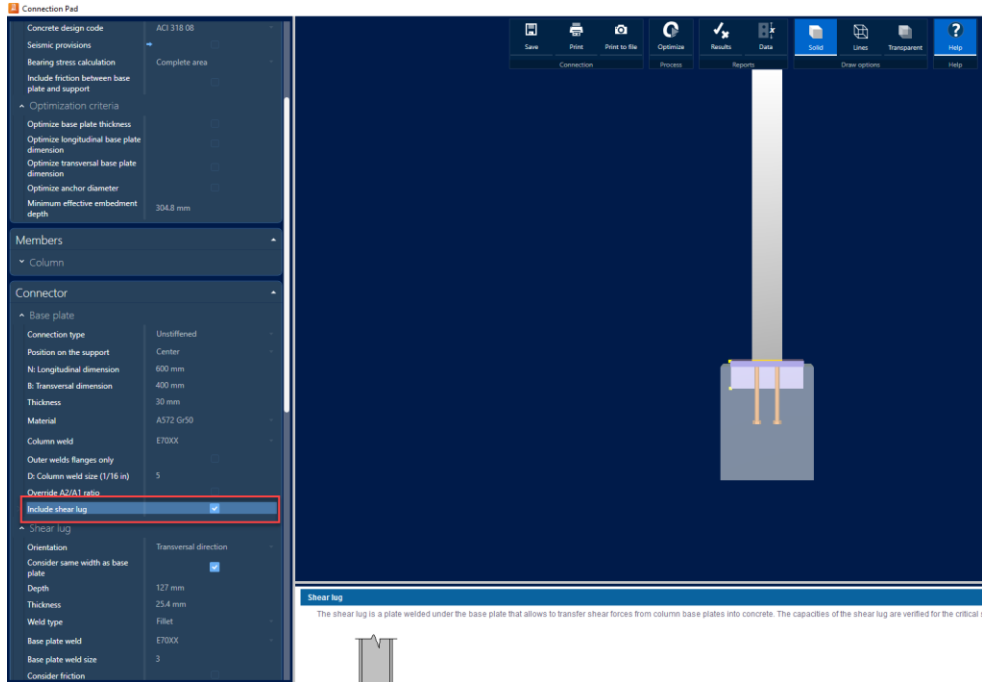 Connection Pad
Concrete design code ACI 318 08
Seismic provisions
Bearing stress calculation Complete area
Include friction between base
plate and support
Optimization criteria
Optimize base plate thickness
Optimize longitudinal base plate
dimension
Optimize transversal base plate
dimension
Optimize anchor diameter
Minimum effective embedment
depth 304.8 mm
Members
Column
Connector
Base plate
Connection type Unstiffened
Position on the support Center
N: Longitudinal dimension 600 mm
B: Transversal dimension 400 mm
Thickness 30 mm
Material A572 Gr50
Column weld E70XX
Outer welds flanges only
D: Column weld size (1/16 in) 5
Override A2/A1 ratio
Include shear lug
Shear lug
Orientation Transversal direction
Consider same width as base
plate
Depth 127 mm
Thickness 25.4 mm
Weld type Fillet
Base plate weld E70XX
Base plate weld size 3
Consider friction
Save Print Print to file Optimize Results Data Solid Lines Transparent Help
Connection Process Reports Draw options Help
Shear lug
The shear lug is a plate welded under the base plate that allows to transfer shear forces from column base plates into concrete. The capacities of the shear lug are verified for the critical